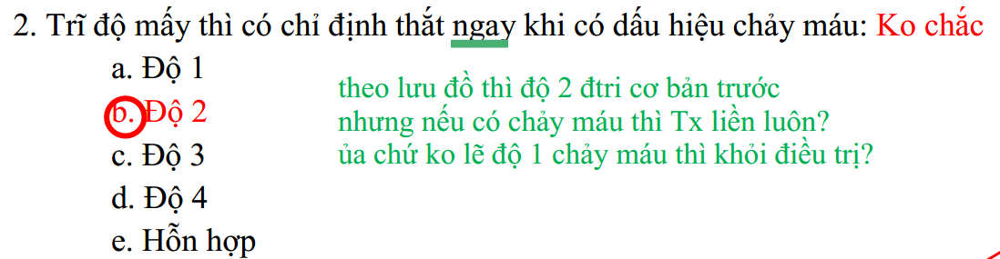 2. Trĩ độ mấy thì có chỉ định thắt ngay khi có dấu hiệu chảy máu: Ko chắc
a. Độ 1
b. Độ 2
c. Độ 3
d. Độ 4
e. Hỗn hợp
theo lưu đồ thì độ 2 đtri cơ bản trước
nhưng nếu có chảy máu thì Tx liền luôn?
ủa chứ ko lẽ độ 1 chảy máu thì khỏi điều trị?